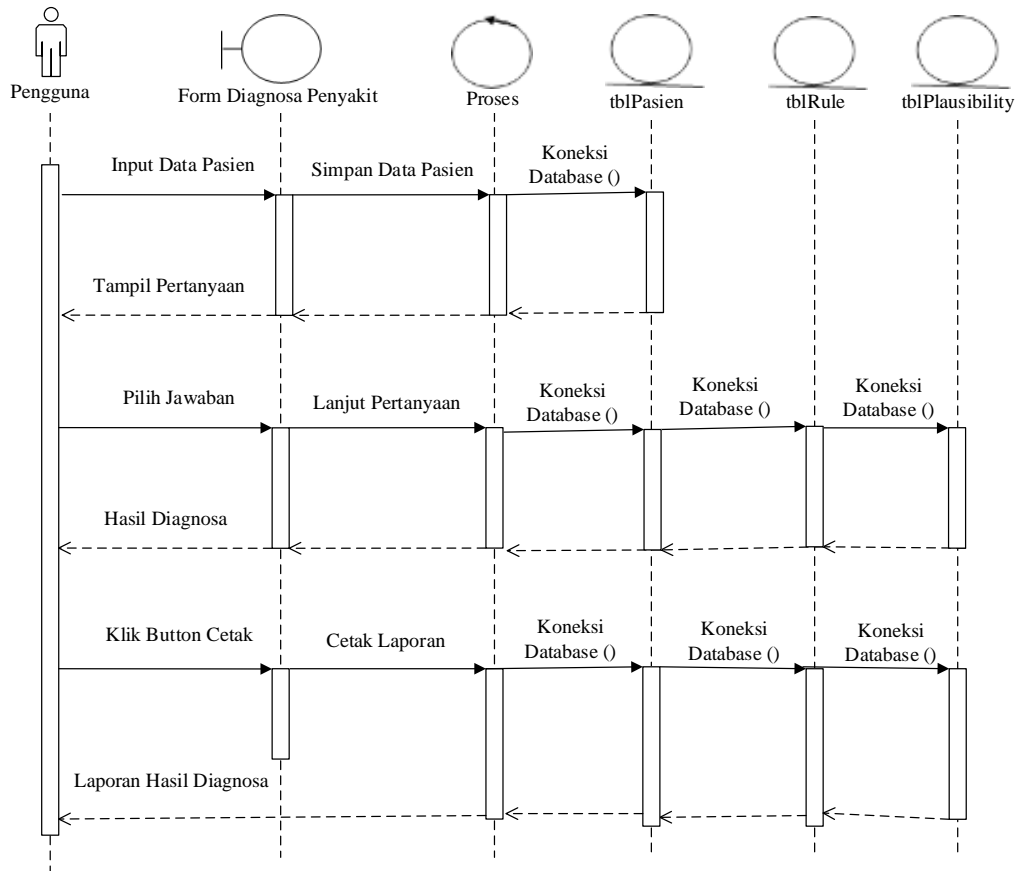 Pengguna
Form Diagnosa Penyakit
Proses
tblPasien
tblRule
tblPlausibility
Input Data Pasien
Simpan Data Pasien
Koneksi
Database ()
Tampil Pertanyaan
Pilih Jawaban
Lanjut Pertanyaan
Koneksi
Database ()
Koneksi
Database ()
Koneksi
Database ()
Hasil Diagnosa
Klik Button Cetak
Cetak Laporan
Koneksi
Database ()
Koneksi
Database ()
Koneksi
Database ()
Laporan Hasil Diagnosa